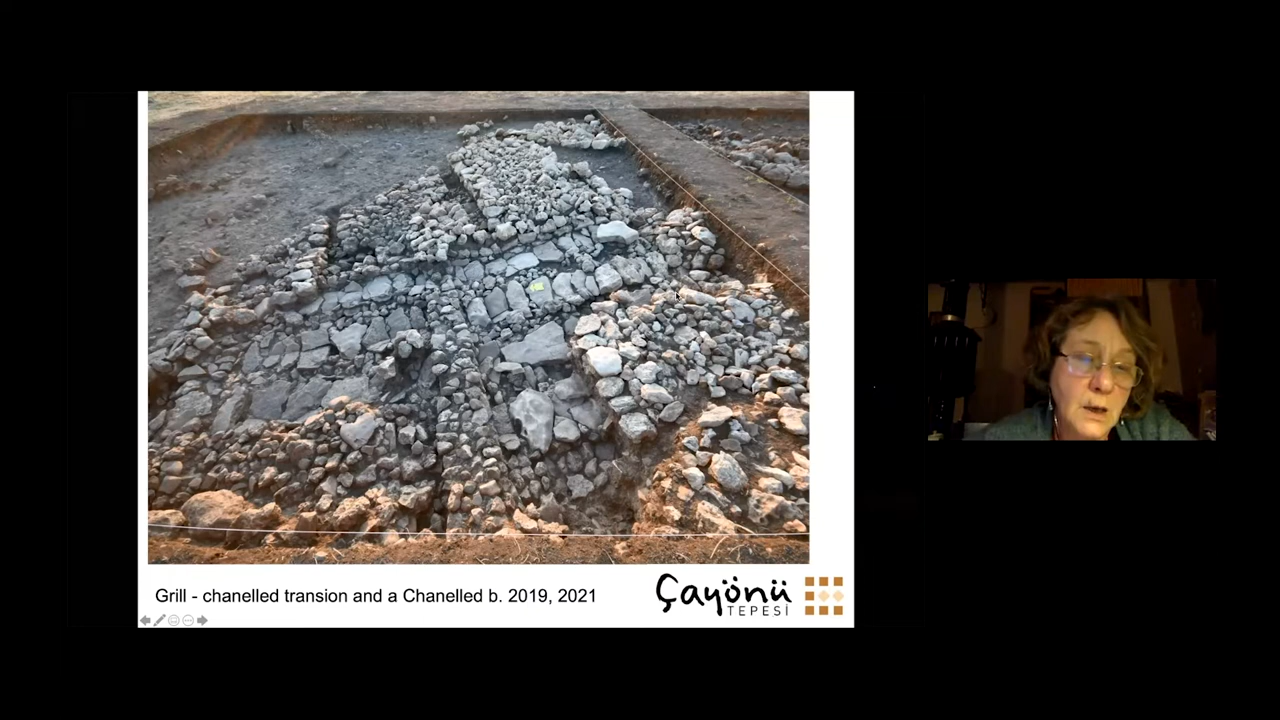 Grill - chanelled transion and a Chanelled b. 2019, 2021
Çayönü
TEPESİ